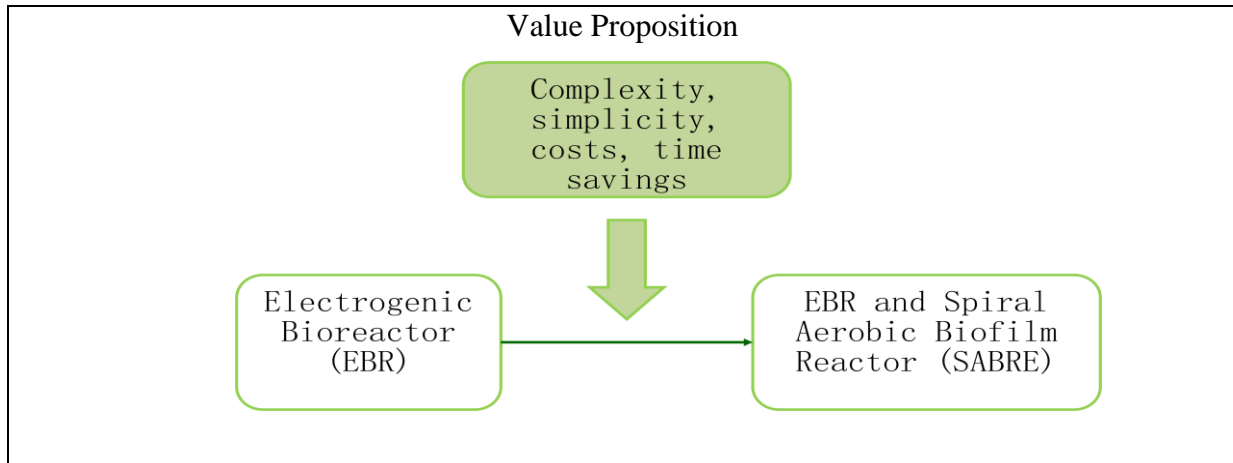 Value Proposition
Complexity,
simplicity,
costs, time
savings
Electrogenic
Bioreactor
(EBR)
EBR and Spiral
Aerobic Biofilm
Reactor (SABRE)